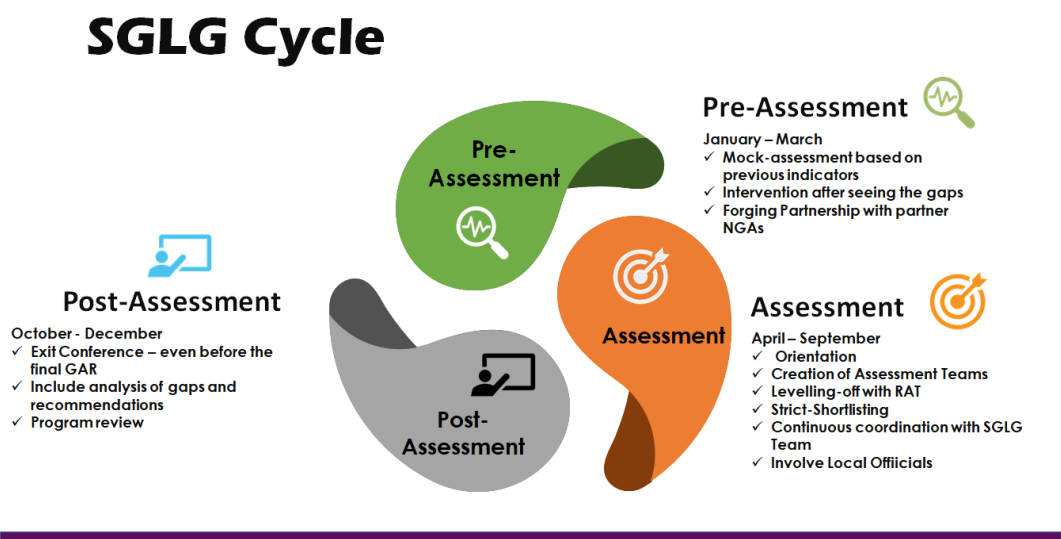 SGLG Cycle
Pre-
Assessment
Assessment
Post-
Assessment
Pre-Assessment
January – March
✓ Mock-assessment based on
previous indicators
✓ Intervention after seeing the gaps
✓ Forging Partnership with partner
NGAs
Assessment
April – September
✓ Orientation
✓ Creation of Assessment Teams
✓ Levelling-off with RAT
✓ Strict-Shortlisting
✓ Continuous coordination with SGLG
Team
✓ Involve Local Offiicials
Post-Assessment
October - December
✓ Exit Conference – even before the
final GAR
✓ Include analysis of gaps and
recommendations
✓ Program review